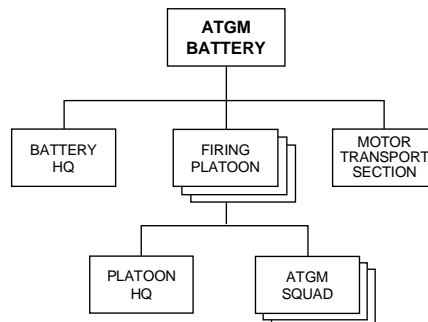 ATGM
BATTERY
BATTERY
HQ
FIRING
PLATOON
MOTOR
TRANSPORT
SECTION
PLATOON
HQ
ATGM
SQUAD